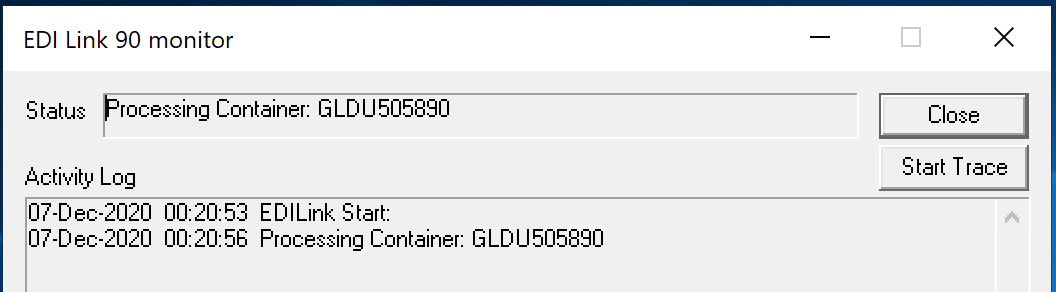 EDI Link 90 monitor
Status Processing Container: GLDU505890
Close
Start Trace
Activity Log
07-Dec-2020 00:20:53 EDILink Start:
07-Dec-2020 00:20:56 Processing Container: GLDU505890